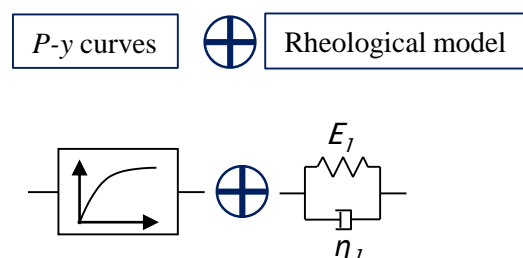 P-y curves
Rheological model
E₁
η₁